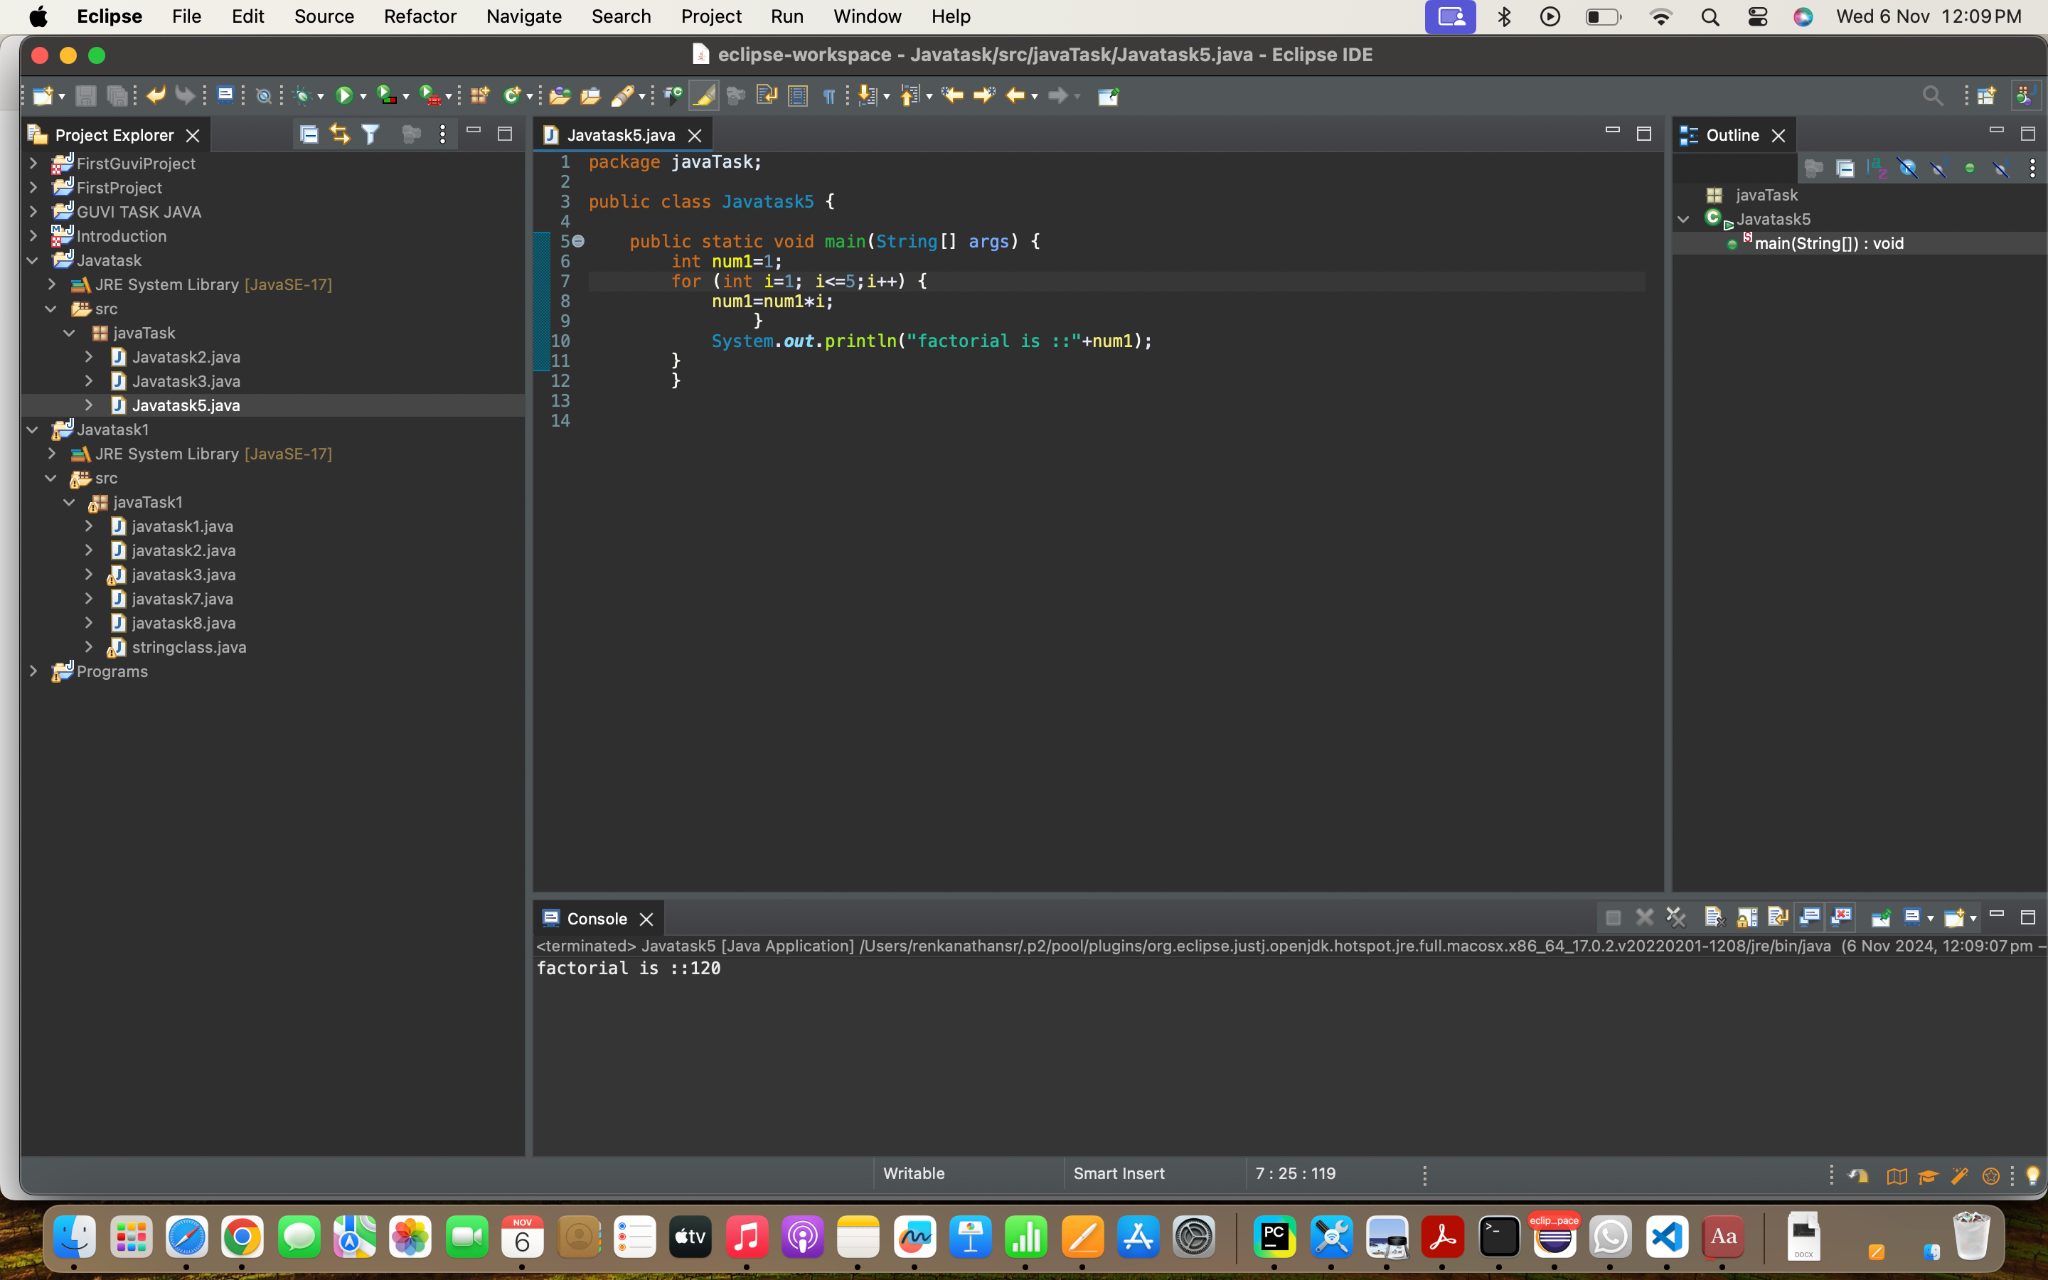 Eclipse File Edit Source Refactor Navigate Search Project Run Window Help Wed 6 Nov 12:09 PM
eclipse-workspace - Javatask/src/javaTask/Javatask5.java - Eclipse IDE
Project Explorer
FirstGuviProject
FirstProject
GUVI TASK JAVA
Introduction
Javatask
JRE System Library [JavaSE-17]
src
javaTask
Javatask2.java
Javatask3.java
Javatask5.java
Javatask1
JRE System Library [JavaSE-17]
src
javaTask1
javatask1.java
javatask2.java
javatask3.java
javatask7.java
javatask8.java
stringclass.java
Programs
Javatask5.java
1 package javaTask;
2
3 public class Javatask5 {
4
5 public static void main(String[] args) {
6 int num1=1;
7 for (int i=1; i<=5;i++) {
8 num1=num1*i;
9 }
10 System.out.println("factorial is ::"+num1);
11 }
12 }
13
14
Outline
javaTask
Javatask5
main(String[]) : void
Console
<terminated> Javatask5 [Java Application] /Users/renkanathansr/.p2/pool/plugins/org.eclipse.justj.openjdk.hotspot.jre.full.macosx.x86_64_17.0.2.v20220201-1208/jre/bin/java (6 Nov 2024, 12:09:07 pm –
factorial is ::120
Writable Smart Insert 7 : 25 : 119
NOV
6
tv
PC
eclip...pace
Aa
DOCX